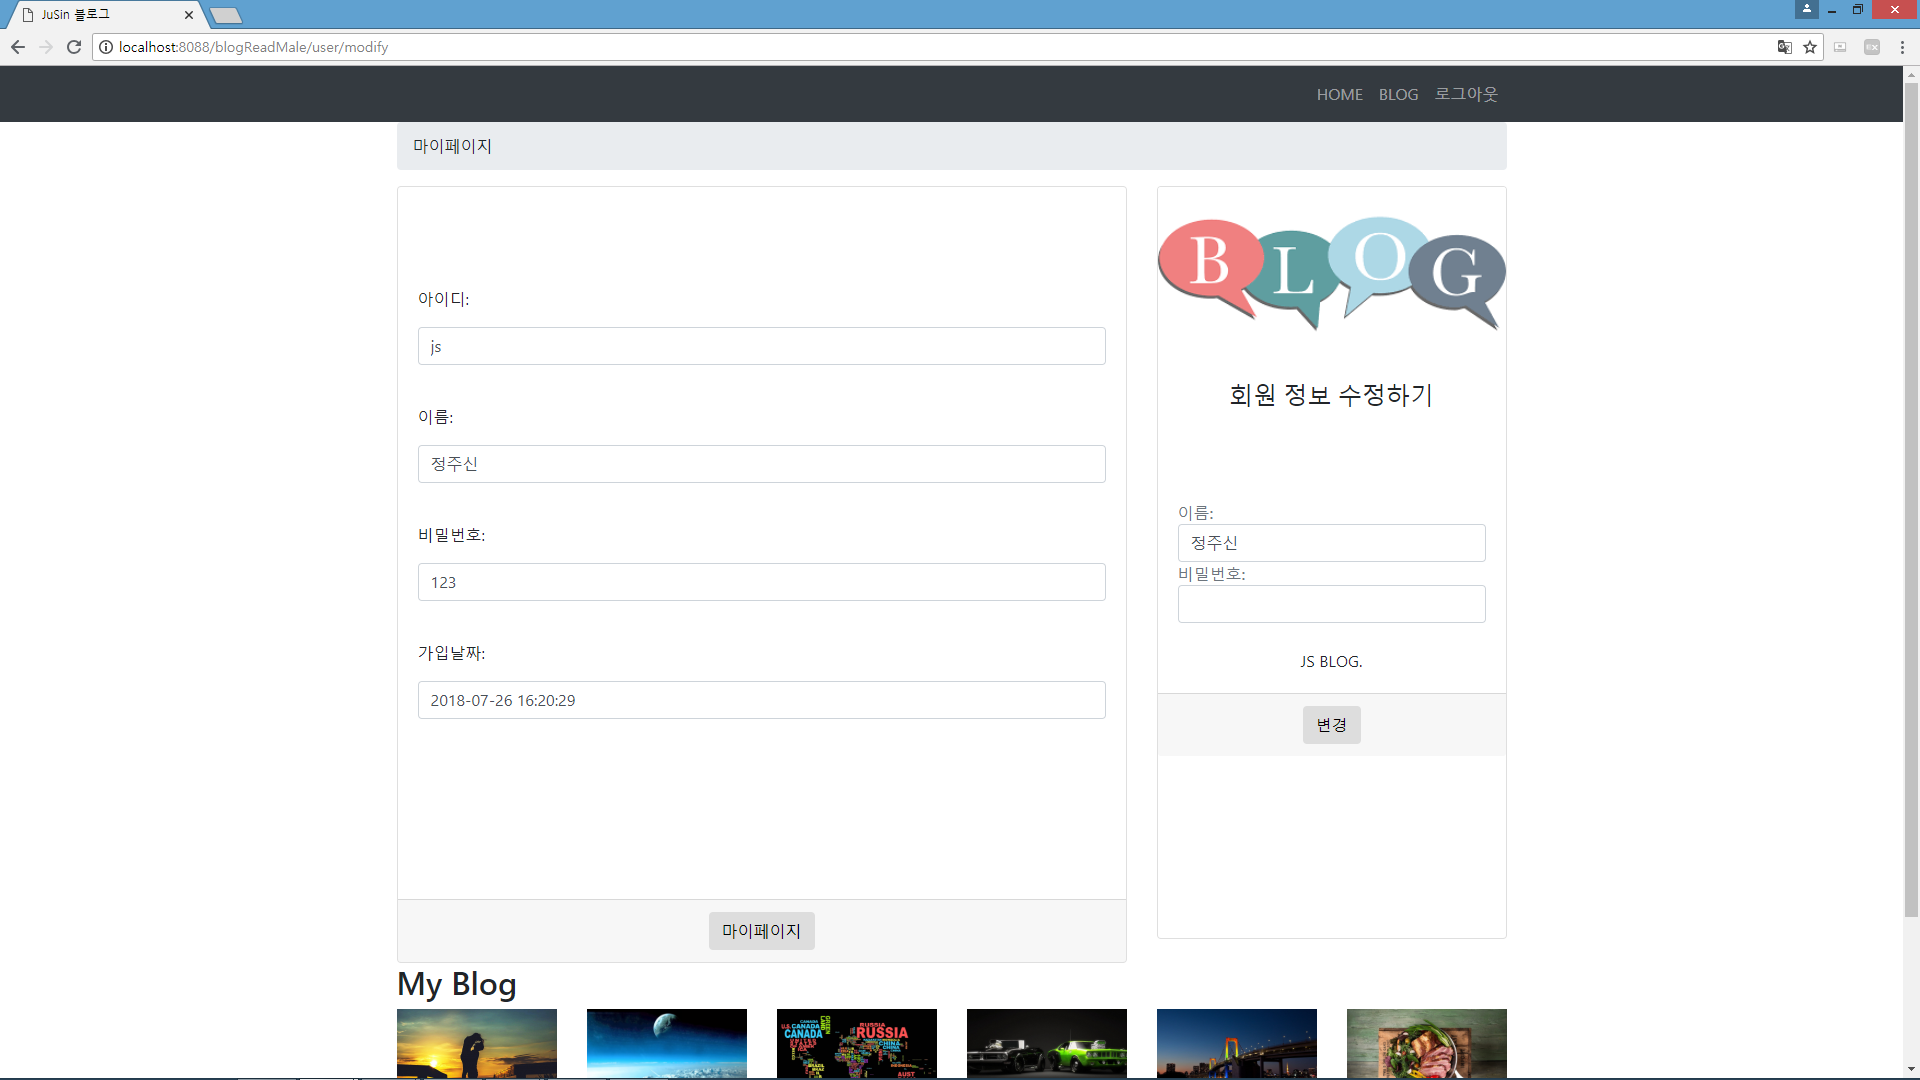 JuSin 블로그
localhost:8088/blogReadMale/user/modify
HOME BLOG 로그아웃
마이페이지
BLOG
회원 정보 수정하기
아이디:
js
이름:
정주신
비밀번호:
123
가입날짜:
2018-07-26 16:20:29
마이페이지
이름:
정주신
비밀번호:
JS BLOG.
변경
My Blog
CANADA
RUSSIA
CANADA
RUSSIA
CHINA